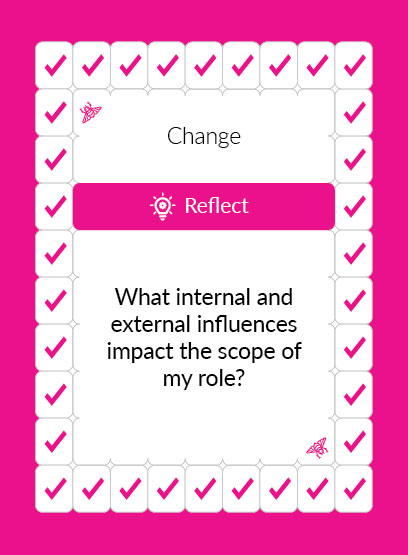 Change
Reflect
What internal and
external influences
impact the scope of
my role?